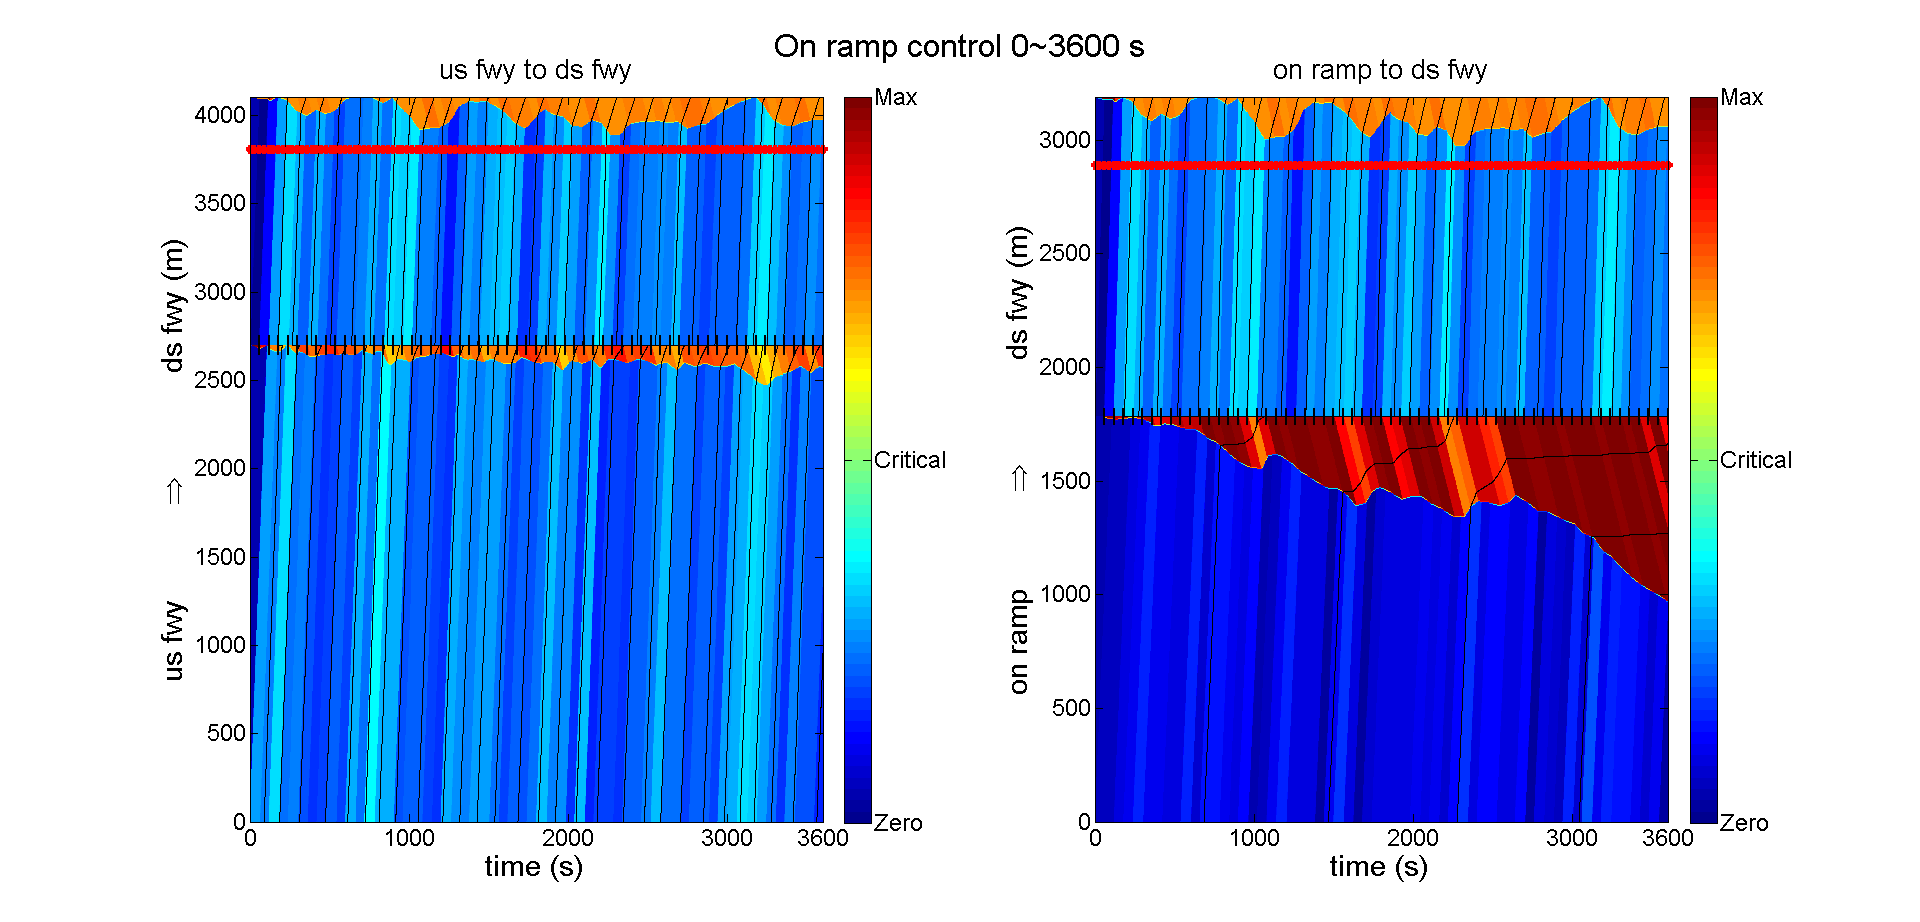 On ramp control 0~3600 s
us fwy to ds fwy
4000
3500
3000
2500
2000
1500
1000
500
0
ds fwy (m)
⇒
us fwy
0
1000
2000
3000
3600
time (s)
Max
Critical
Zero
on ramp to ds fwy
3000
2500
2000
1500
1000
500
0
ds fwy (m)
⇒
on ramp
0
1000
2000
3000
3600
time (s)
Max
Critical
Zero